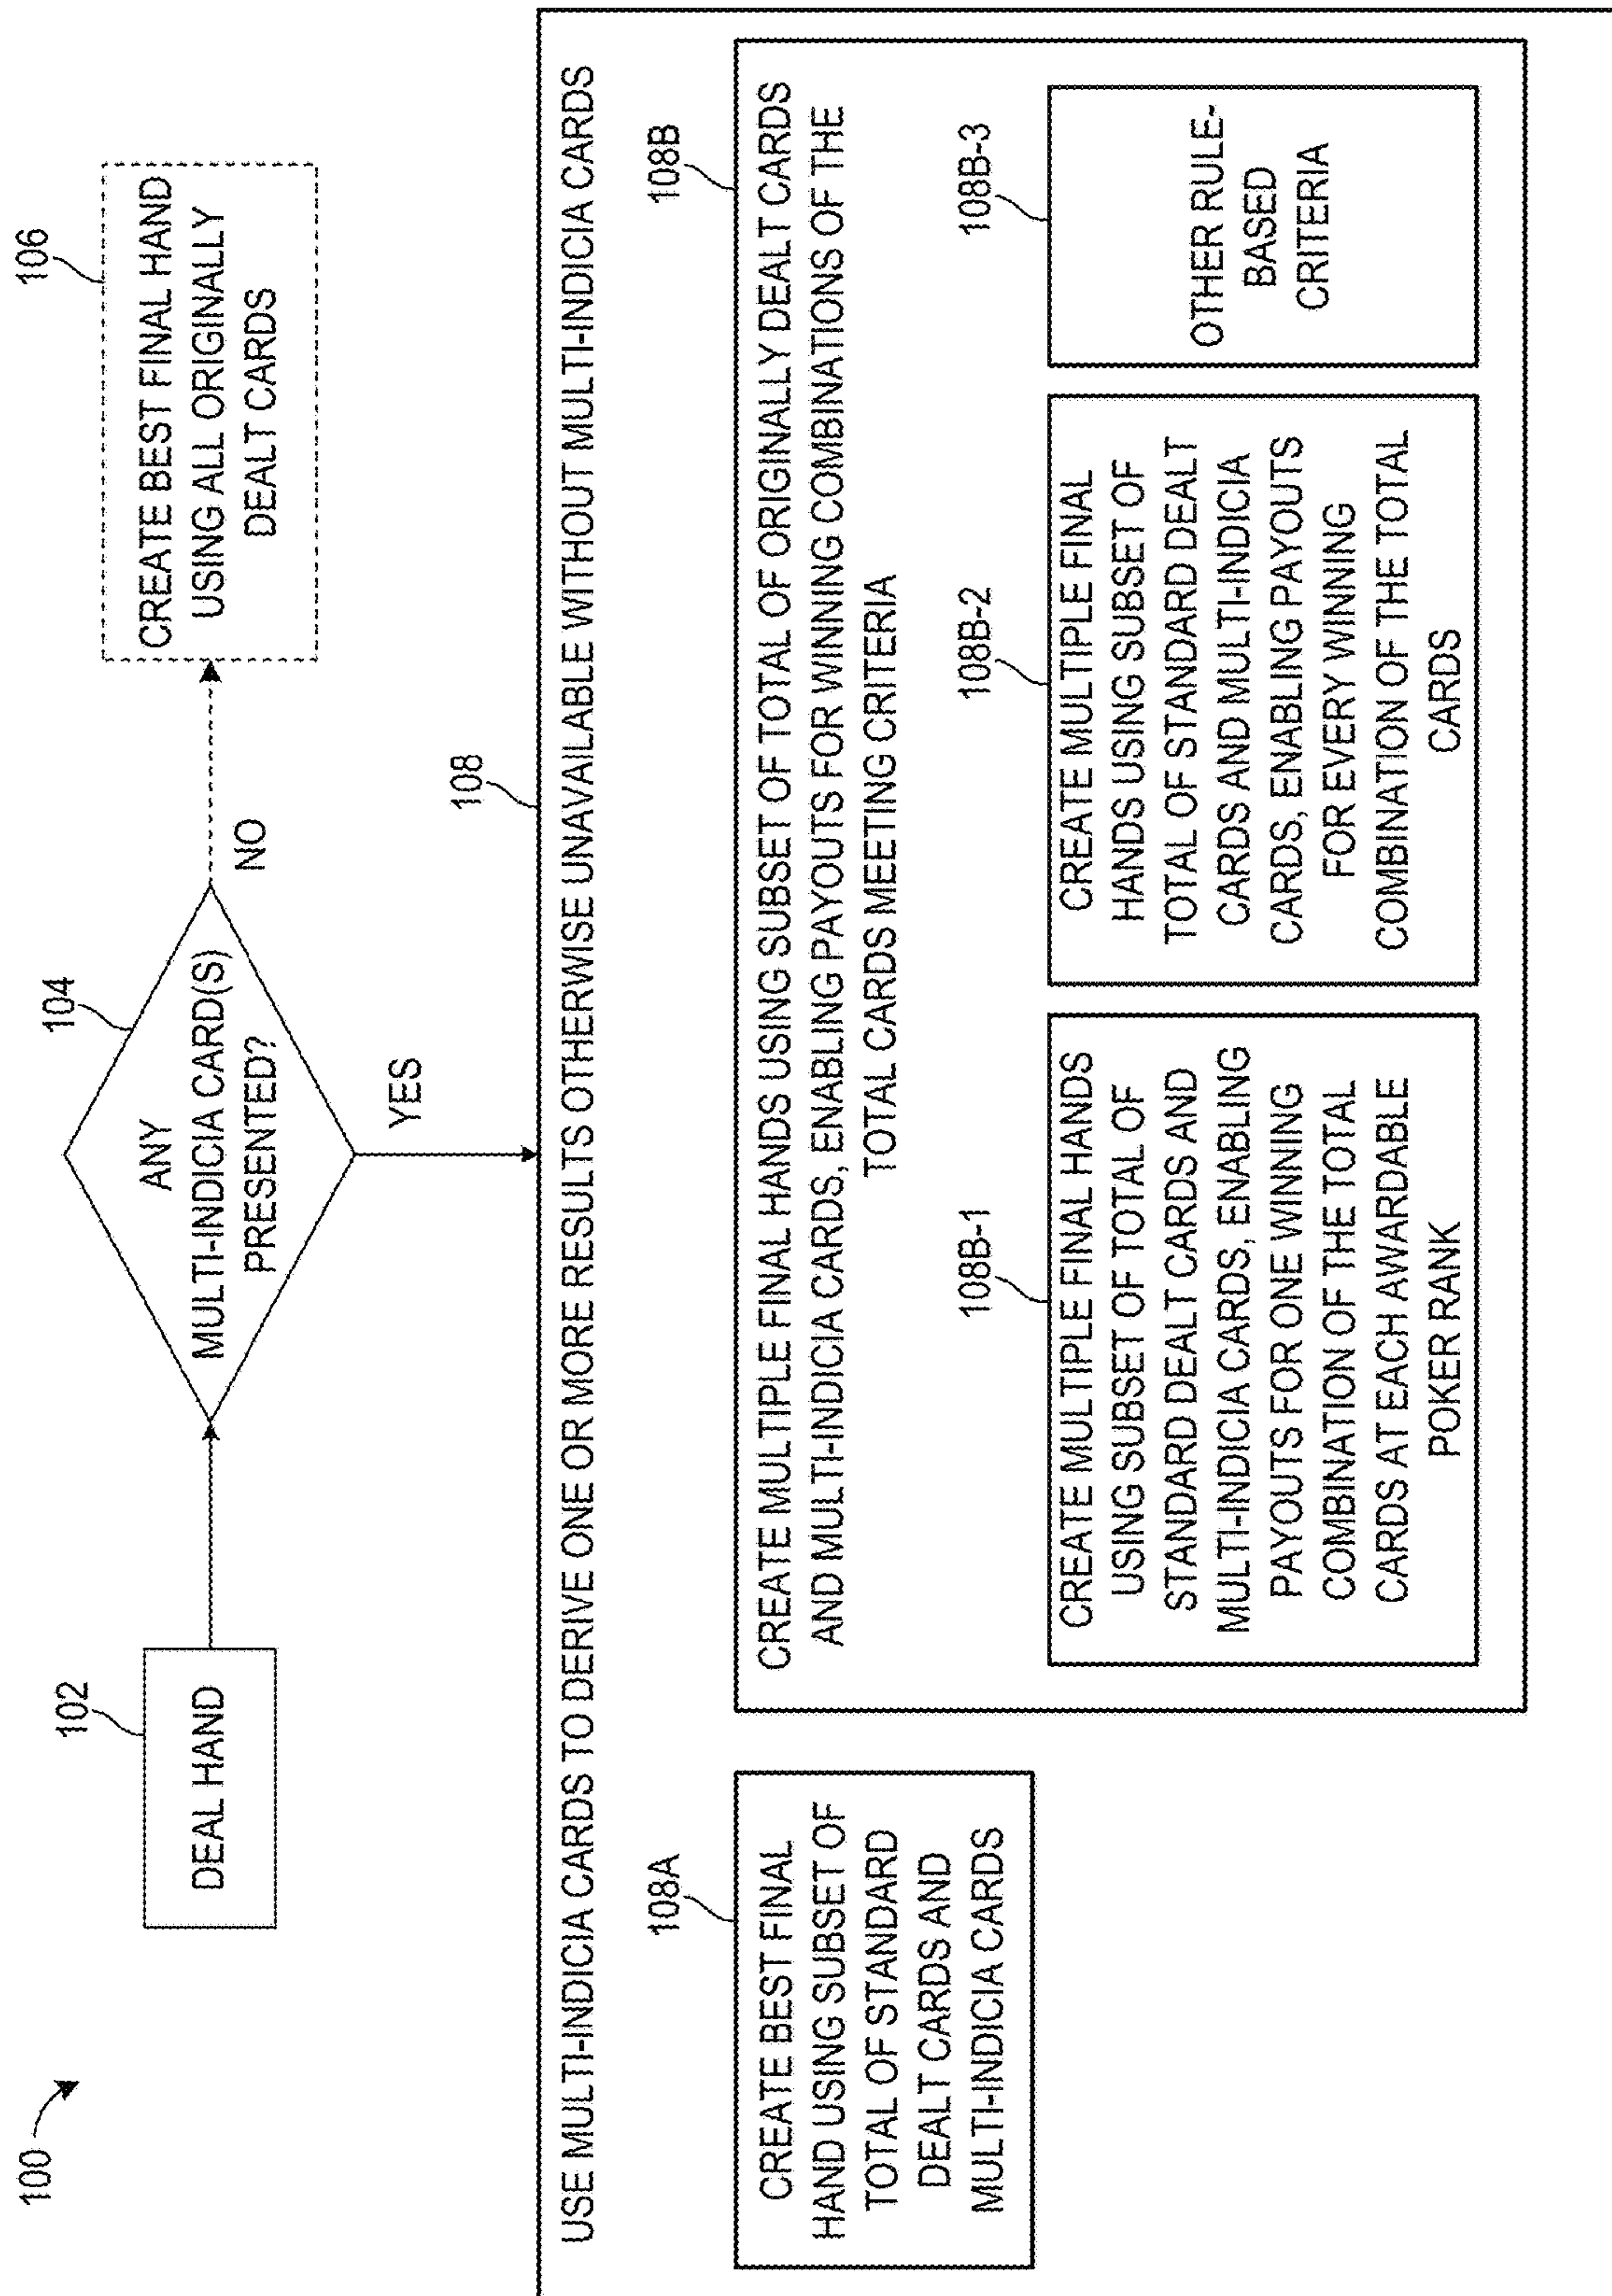 100
102
DEAL HAND
104
ANY
MULTI-INDICIA CARD(S)
PRESENTED?
NO
106
CREATE BEST FINAL HAND
USING ALL ORIGINALLY
DEALT CARDS
YES
108
USE MULTI-INDICIA CARDS TO DERIVE ONE OR MORE RESULTS OTHERWISE UNAVAILABLE WITHOUT MULTI-INDICIA CARDS
108A
CREATE BEST FINAL
HAND USING SUBSET OF
TOTAL OF STANDARD
DEALT CARDS AND
MULTI-INDICIA CARDS
108B
CREATE MULTIPLE FINAL HANDS USING SUBSET OF TOTAL OF ORIGINALLY DEALT CARDS
AND MULTI-INDICIA CARDS, ENABLING PAYOUTS FOR WINNING COMBINATIONS OF THE
TOTAL CARDS MEETING CRITERIA
108B-1
CREATE MULTIPLE FINAL HANDS
USING SUBSET OF TOTAL OF
STANDARD DEALT CARDS AND
MULTI-INDICIA CARDS, ENABLING
PAYOUTS FOR ONE WINNING
COMBINATION OF THE TOTAL
CARDS AT EACH AWARDABLE
POKER RANK
108B-2
CREATE MULTIPLE FINAL
HANDS USING SUBSET OF
TOTAL OF STANDARD DEALT
CARDS AND MULTI-INDICIA
CARDS, ENABLING PAYOUTS
FOR EVERY WINNING
COMBINATION OF THE TOTAL
CARDS
108B-3
OTHER RULE-
BASED
CRITERIA